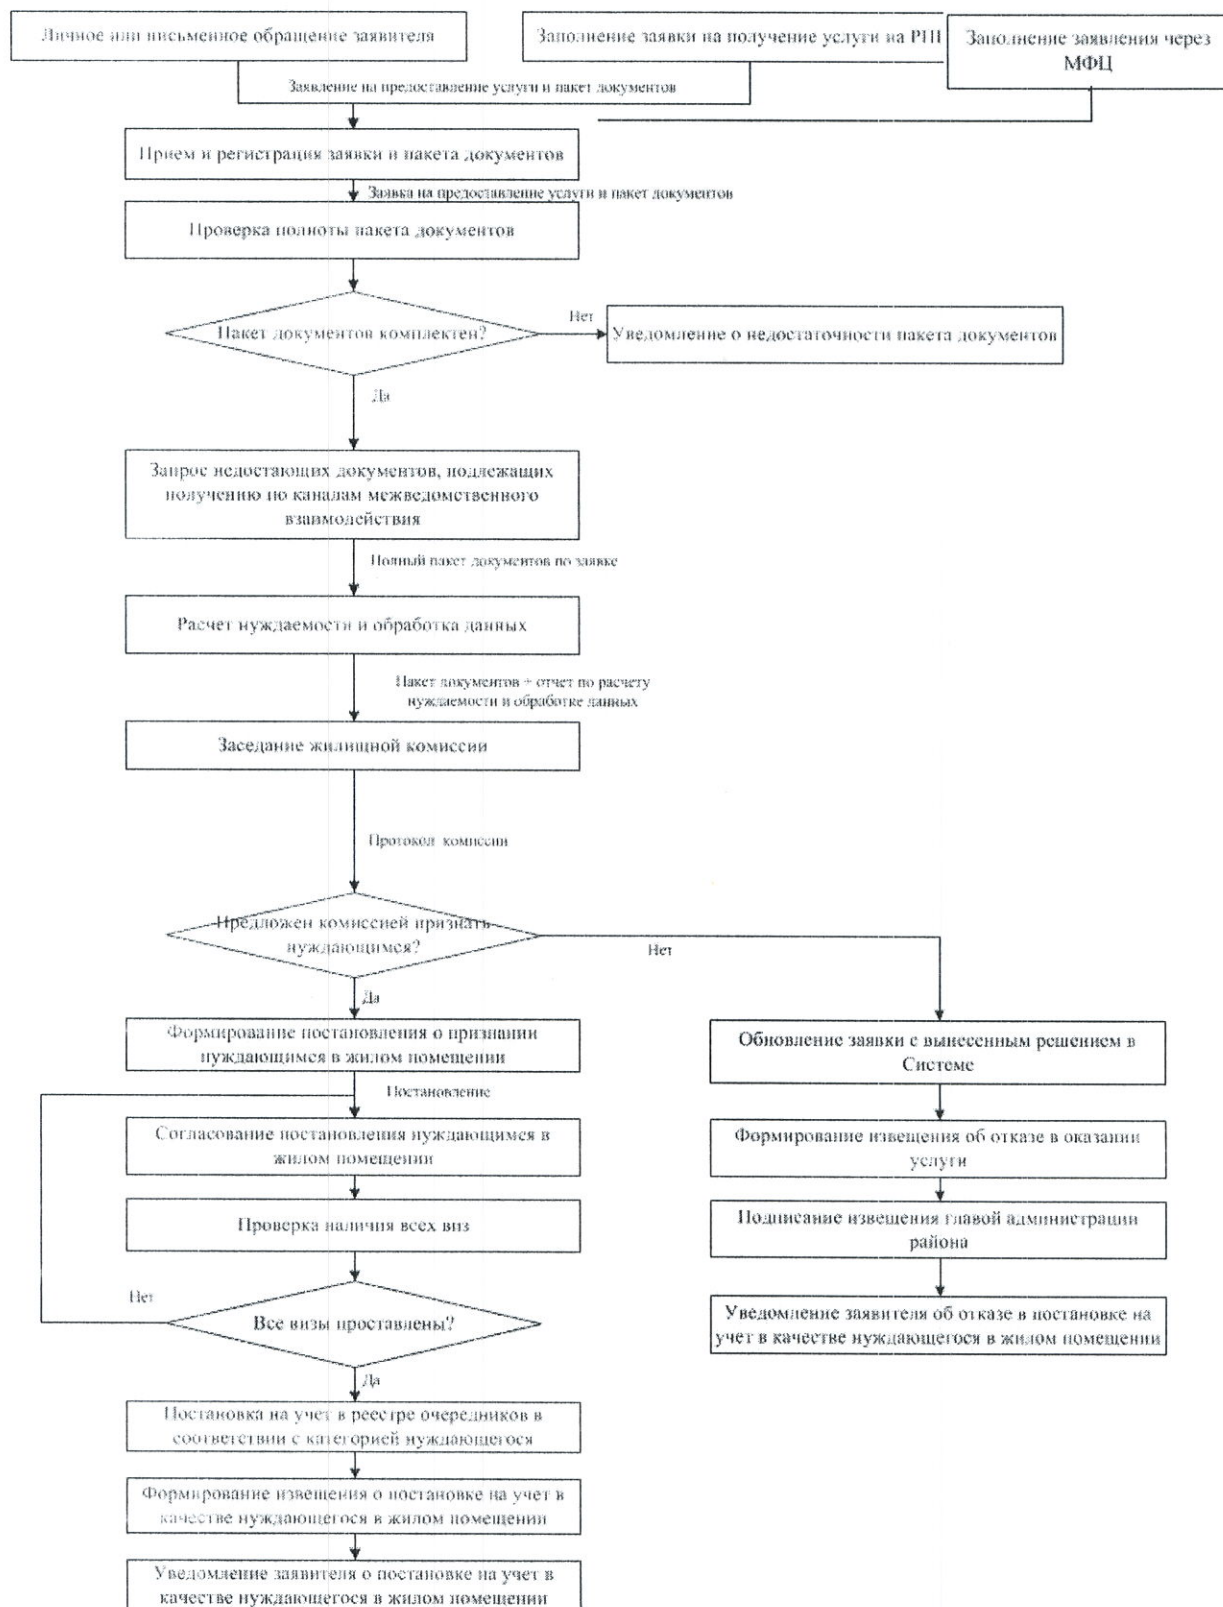 Личное или письменное обращение заявителя
Заполнение заявки на получение услуги на
Заполнение заявления через
МФЦ
Заявление на предоставление услуги и пакет документов
Прием и регистрация заявки и пакета документов
Заявка на предоставление услуги и пакет документов
Проверка полноты пакета документов
Пакет документов комплектен?
Нет
Уведомление о недостаточности пакета документов
Да
Запрос недостающих документов, подлежащих
получению по каналам межведомственного
взаимодействия
Полный пакет документов по заявке
Расчет нуждаемости и обработка данных
Пакет документов + отчет по расчету
нуждаемости и обработке данных
Заседание жилищной комиссии
Протокол комиссии
Предложен комиссией признать
нуждающимся?
Нет
Да
Формирование постановления о признании
нуждающимся в жилом помещении
Постановление
Согласование постановления нуждающимся в
жилом помещении
Проверка наличия всех виз
Все визы проставлены?
Нет
Да
Постановка на учет в реестре очередников в
соответствии с категорией нуждающегося
Формирование извещения о постановке на учет в
качестве нуждающегося в жилом помещении
Уведомление заявителя о постановке на учет в
качестве нуждающегося в жилом помещении
Обновление заявки с вынесенным решением в
Системе
Формирование извещения об отказе в оказании
услуги
Подписание извещения главой администрации
района
Уведомление заявителя об отказе в постановке на
учет в качестве нуждающегося в жилом помещении